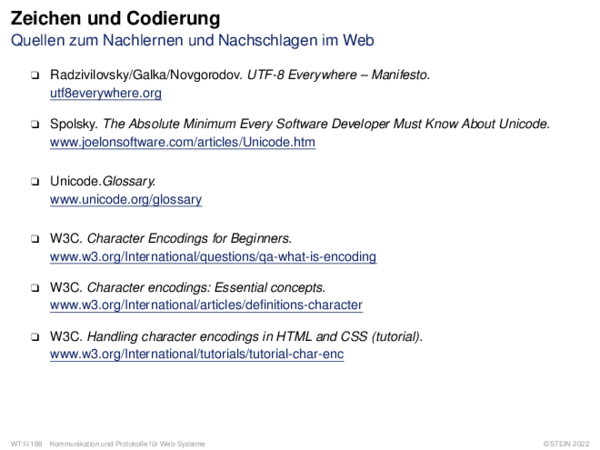 Zeichen und Codierung
Quellen zum Nachlernen und Nachschlagen im Web
❑ Radzivilovsky/Galka/Novgorodov. UTF-8 Everywhere – Manifesto.
utf8everywhere.org
❑ Spolsky. The Absolute Minimum Every Software Developer Must Know About Unicode.
www.joelonsoftware.com/articles/Unicode.htm
❑ Unicode.Glossary.
www.unicode.org/glossary
❑ W3C. Character Encodings for Beginners.
www.w3.org/International/questions/qa-what-is-encoding
❑ W3C. Character encodings: Essential concepts.
www.w3.org/International/articles/definitions-character
❑ W3C. Handling character encodings in HTML and CSS (tutorial).
www.w3.org/International/tutorials/tutorial-char-enc
WT:II-188 Kommunikation und Protokolle für Web-Systeme ©STEIN 2022